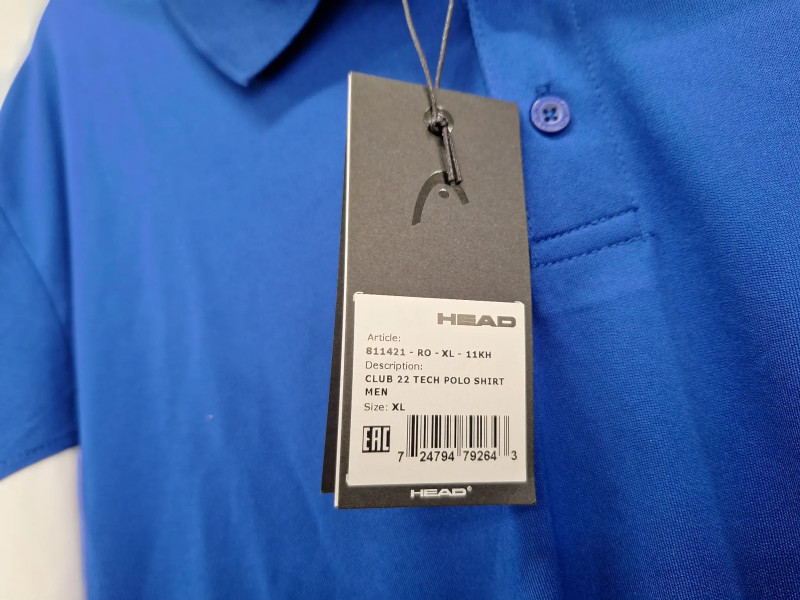 HEAD
Article:
811421 - RO - XL - 11KH
Description:
CLUB 22 TECH POLO SHIRT
MEN
Size: XL
EAC
7 24794 79264 3
HEAD®